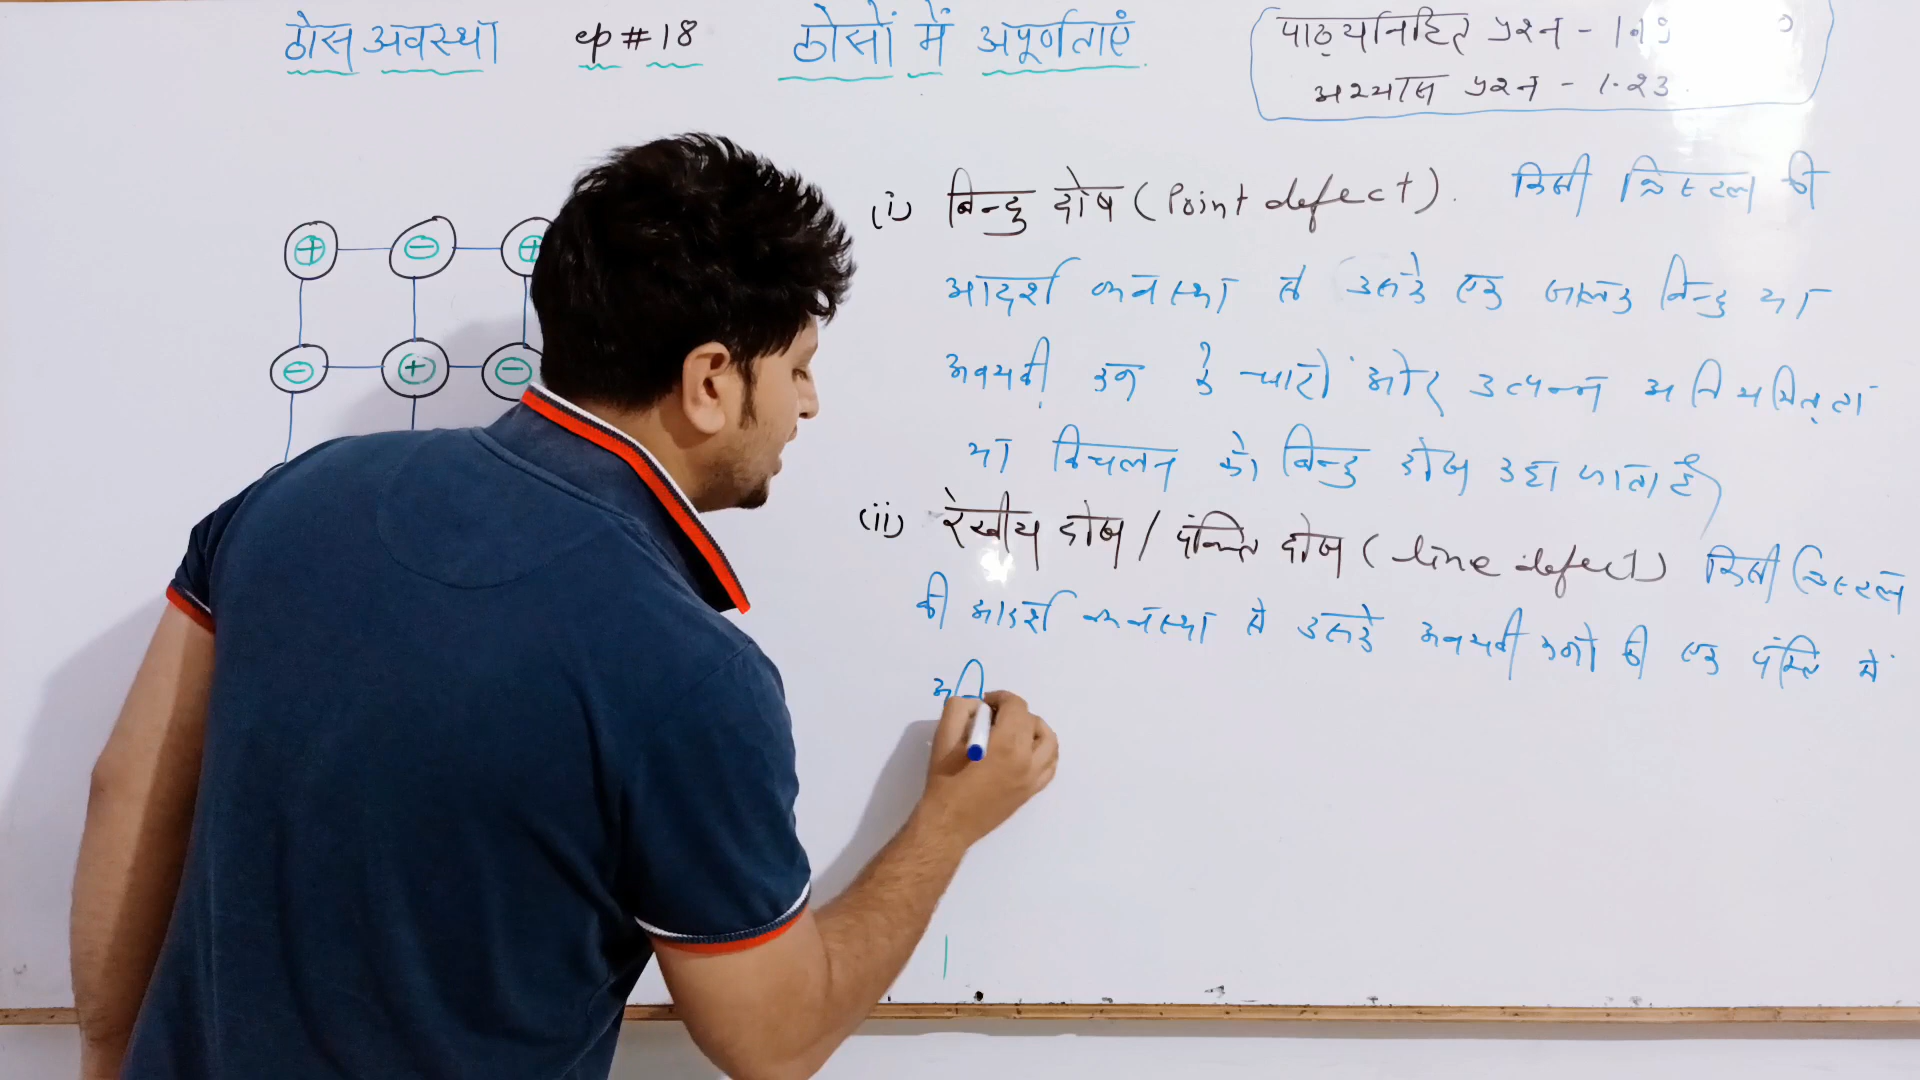 ठोस अवस्था ep # 18 ठोसों में अपूर्णताएं
पाठ्यनिहित प्रश्न - 1.19
अभ्यास प्रश्न - 1.23
(i) बिन्दु दोष (Point defect). किसी क्रिस्टल की
आदर्श व्यवस्था से उसके एक जालक बिन्दु या
अवयवी कण के चारों ओर उत्पन्न अनियमितता
या विचलन को बिन्दु दोष कहा जाता है
(ii) रेखीय दोष / पंक्ति दोष (line defect) किसी क्रिस्टल
की आदर्श व्यवस्था से उसके अवयवी कणों की एक पंक्ति में
अनि
+ - +
- + -